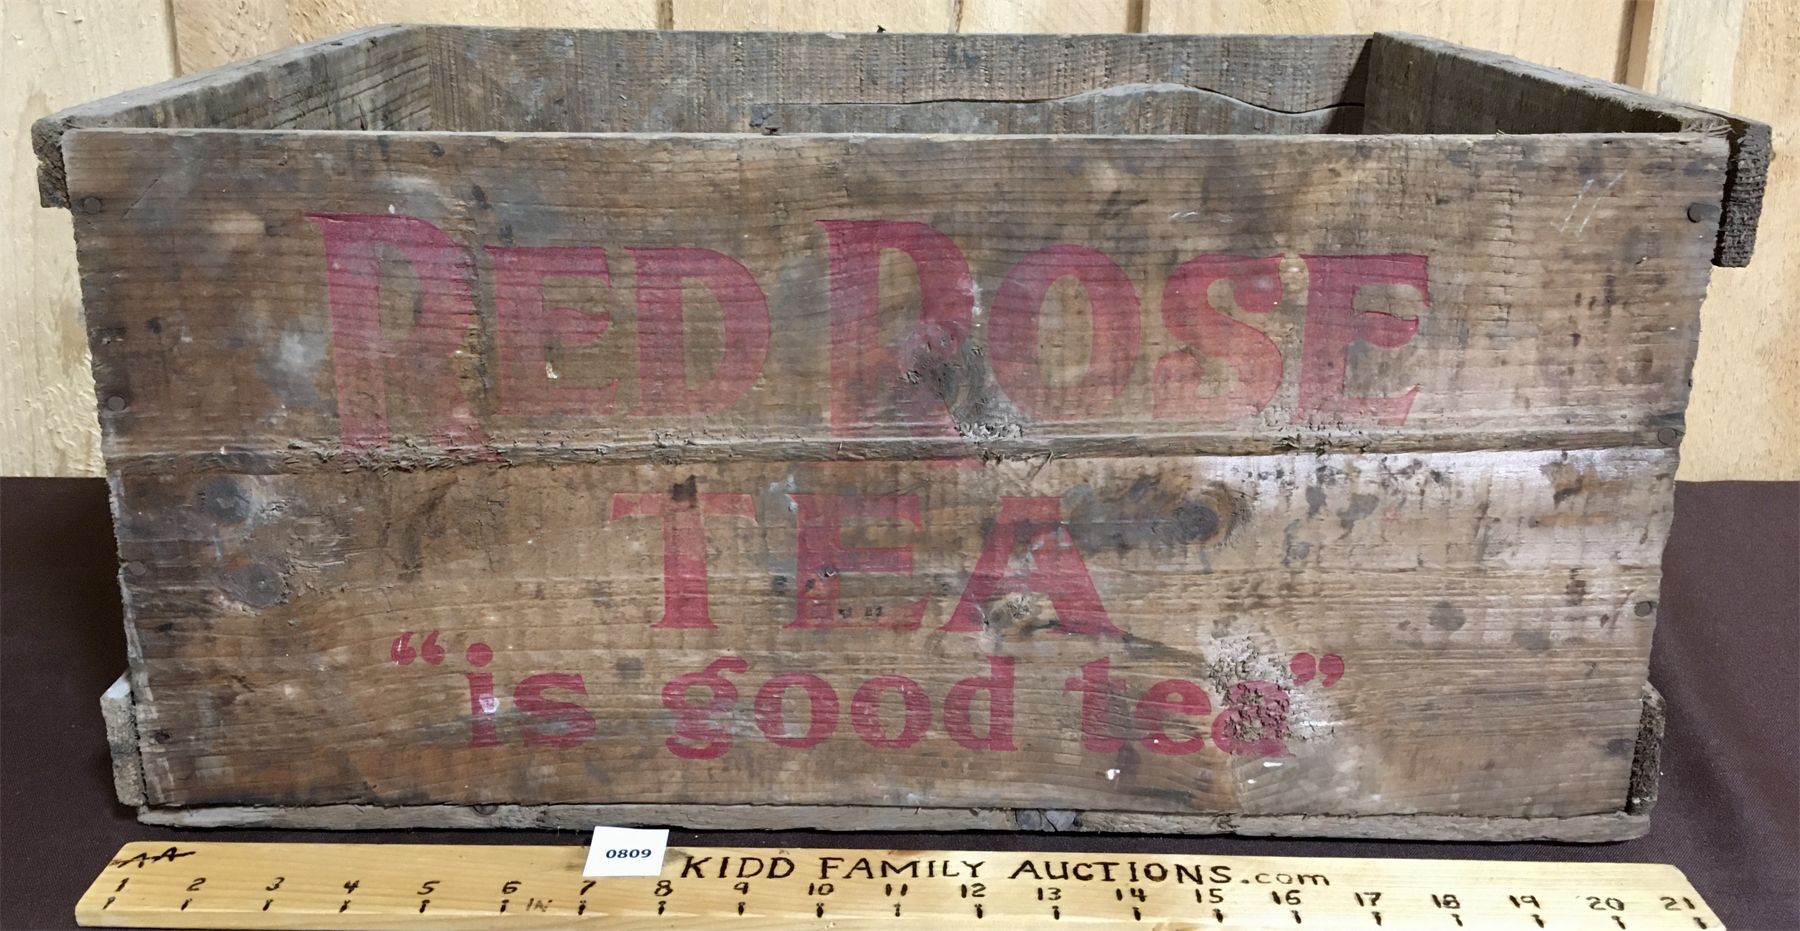 RED ROSE
TEA
“is good tea”
0809
KIDD FAMILY AUCTIONS.com
1 2 3 4 5 6 IN 7 8 9 10 11 12 13 14 15 16 17 18 19 20 21